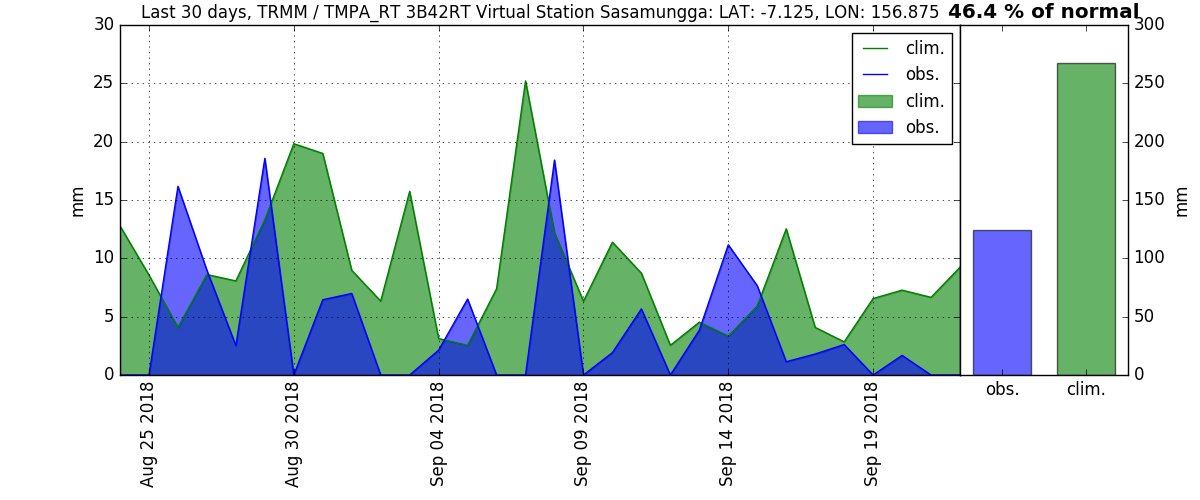 Last 30 days, TRMM / TMPA_RT 3B42RT Virtual Station Sasamungga: LAT: -7.125, LON: 156.875
46.4 % of normal
30
25
20
15
10
5
0
mm
clim.
obs.
clim.
obs.
300
250
200
150
100
50
0
mm
obs.
clim.
Aug 25 2018
Aug 30 2018
Sep 04 2018
Sep 09 2018
Sep 14 2018
Sep 19 2018